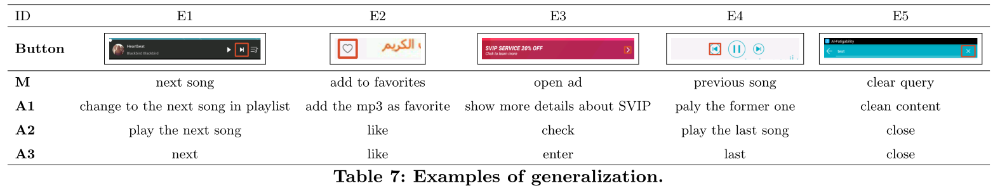 ID E1 E2 E3 E4 E5
Button
Heartbeat
Blackbird Blackbird
ب الكريم
SVIP SERVICE 20% OFF
Click to learn more
AI-Fatigability
test
M next song add to favorites open ad previous song clear query
A1 change to the next song in playlist add the mp3 as favorite show more details about SVIP paly the former one clean content
A2 play the next song like check play the last song close
A3 next like enter last close
Table 7: Examples of generalization.